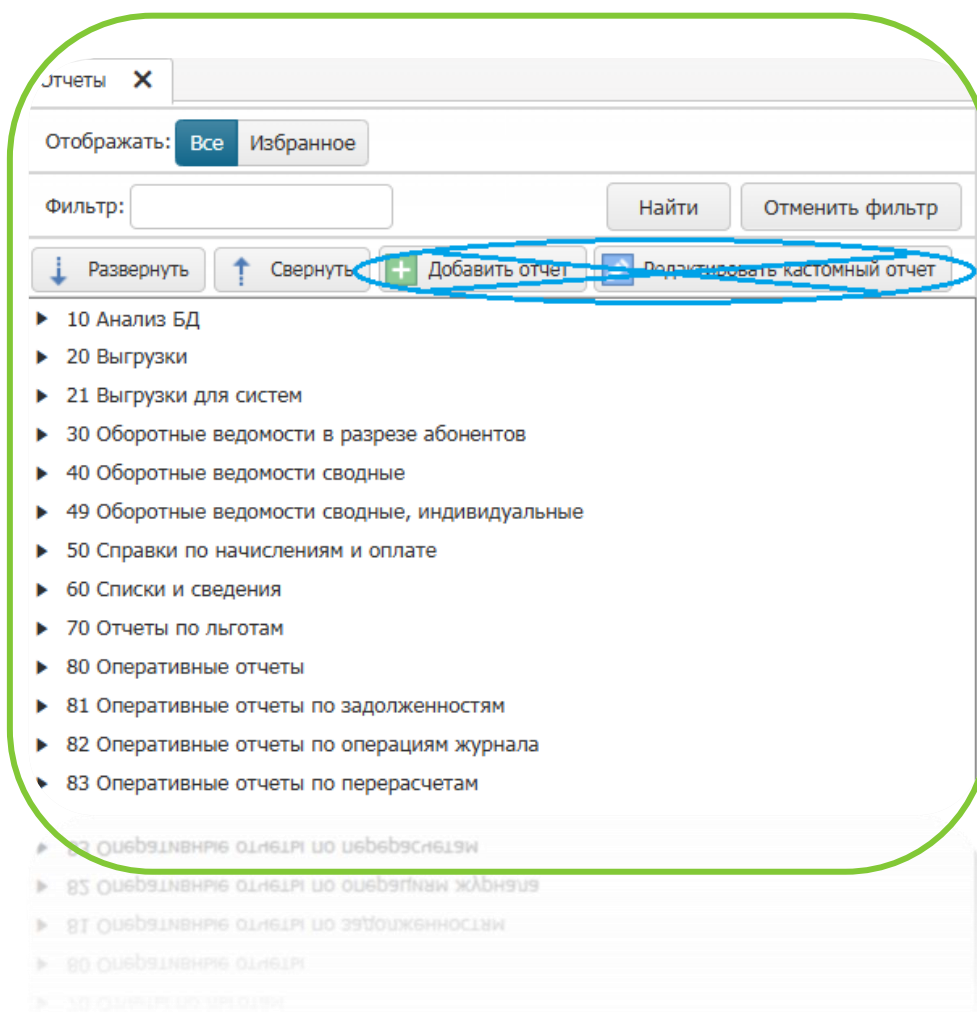 Отчеты
Отображать: Все Избранное
Фильтр: Найти Отменить фильтр
Развернуть Свернуть Добавить отчет Редактировать кастомный отчет
10 Анализ БД
20 Выгрузки
21 Выгрузки для систем
30 Оборотные ведомости в разрезе абонентов
40 Оборотные ведомости сводные
49 Оборотные ведомости сводные, индивидуальные
50 Справки по начислениям и оплате
60 Списки и сведения
70 Отчеты по льготам
80 Оперативные отчеты
81 Оперативные отчеты по задолженностям
82 Оперативные отчеты по операциям журнала
83 Оперативные отчеты по перерасчетам